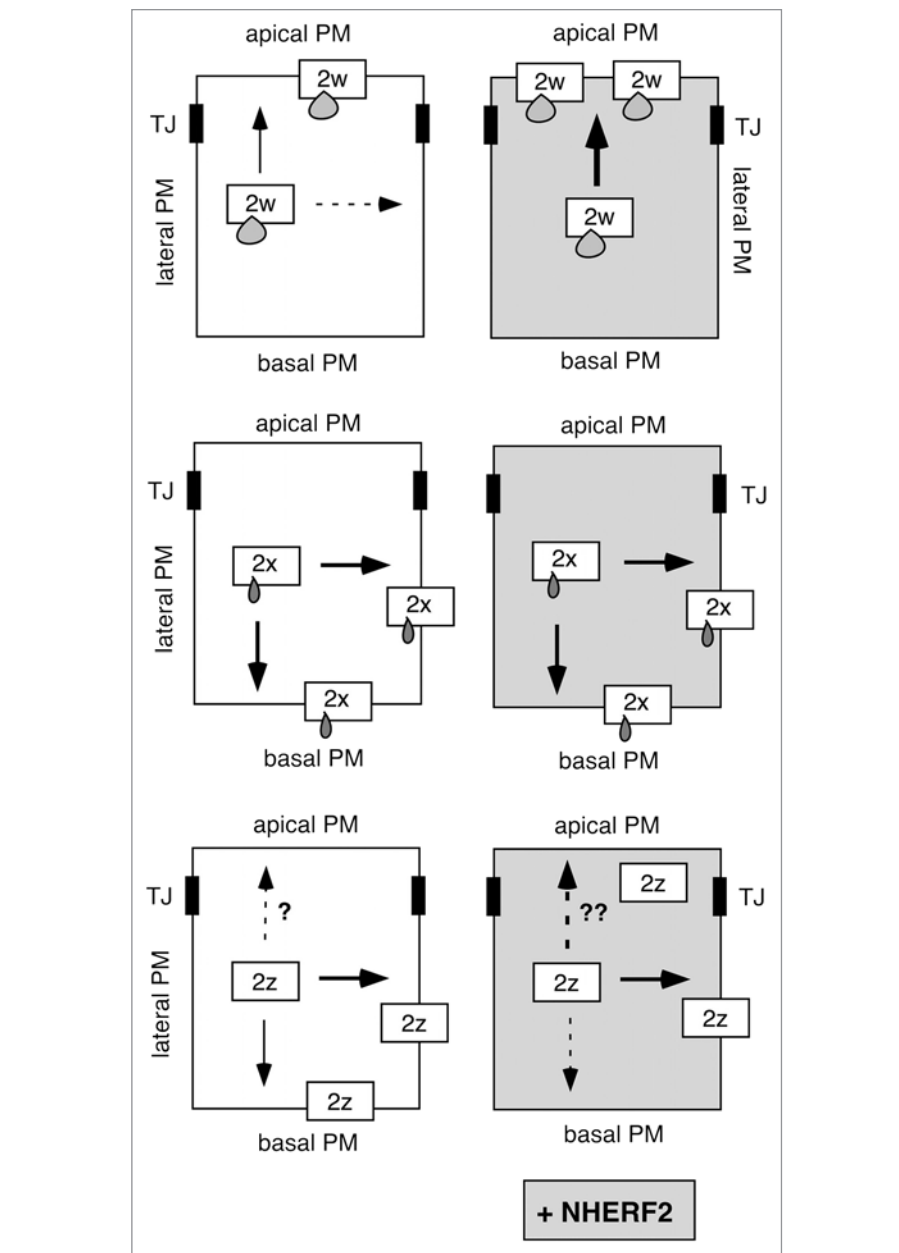 apical PM
apical PM
2w
2w
2w
TJ
TJ
lateral PM
2w
2w
lateral PM
basal PM
basal PM
apical PM
apical PM
TJ
TJ
lateral PM
2x
2x
2x
2x
2x
2x
basal PM
basal PM
apical PM
apical PM
TJ
2z
TJ
?
??
lateral PM
2z
2z
2z
2z
2z
basal PM
basal PM
+ NHERF2